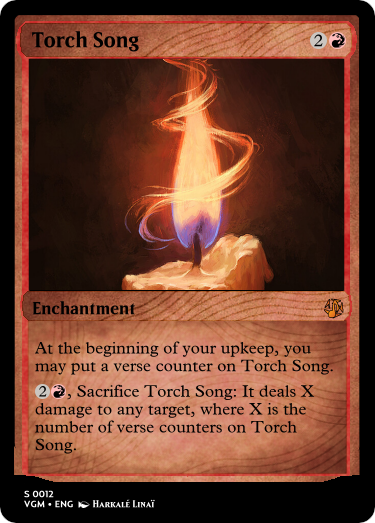 Torch Song 2
Enchantment
At the beginning of your upkeep, you
may put a verse counter on Torch Song.
2, Sacrifice Torch Song: It deals X
damage to any target, where X is the
number of verse counters on Torch
Song.
S 0012
VGM • ENG Harkalé Linaï